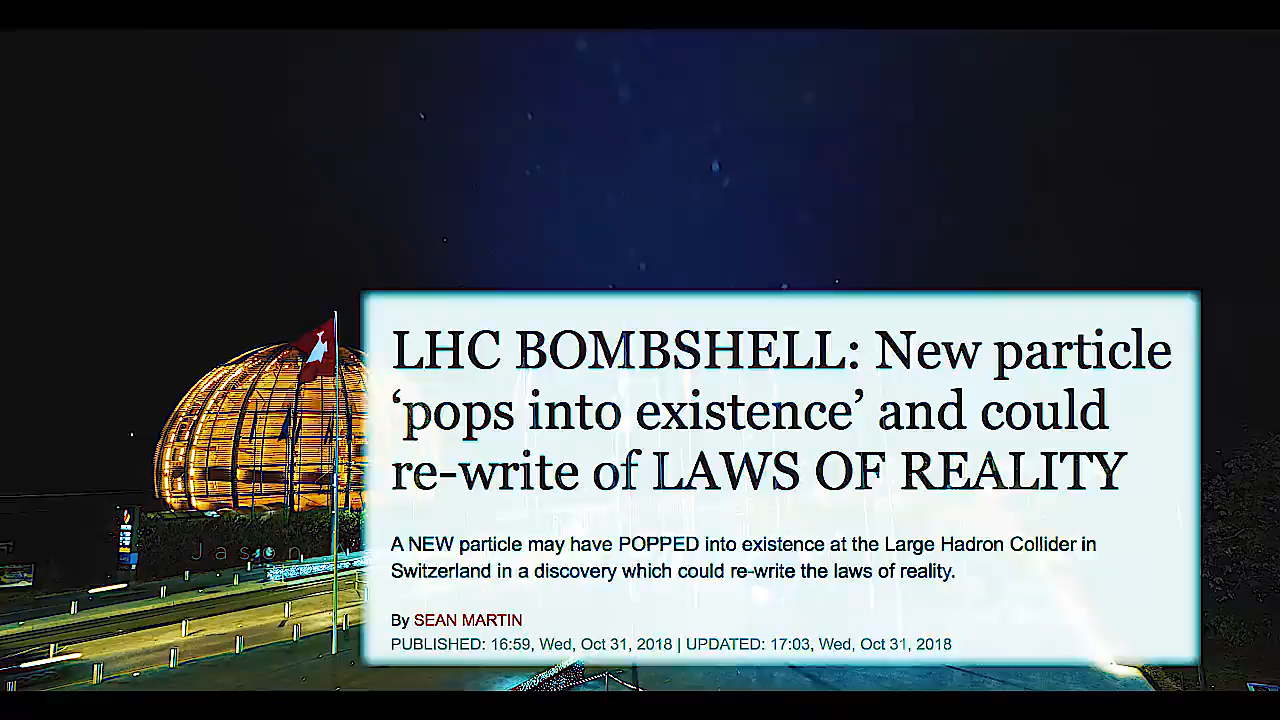 LHC BOMBSHELL: New particle
‘pops into existence’ and could
re-write of LAWS OF REALITY
A NEW particle may have POPPED into existence at the Large Hadron Collider in
Switzerland in a discovery which could re-write the laws of reality.
By SEAN MARTIN
PUBLISHED: 16:59, Wed, Oct 31, 2018 | UPDATED: 17:03, Wed, Oct 31, 2018
Jason A